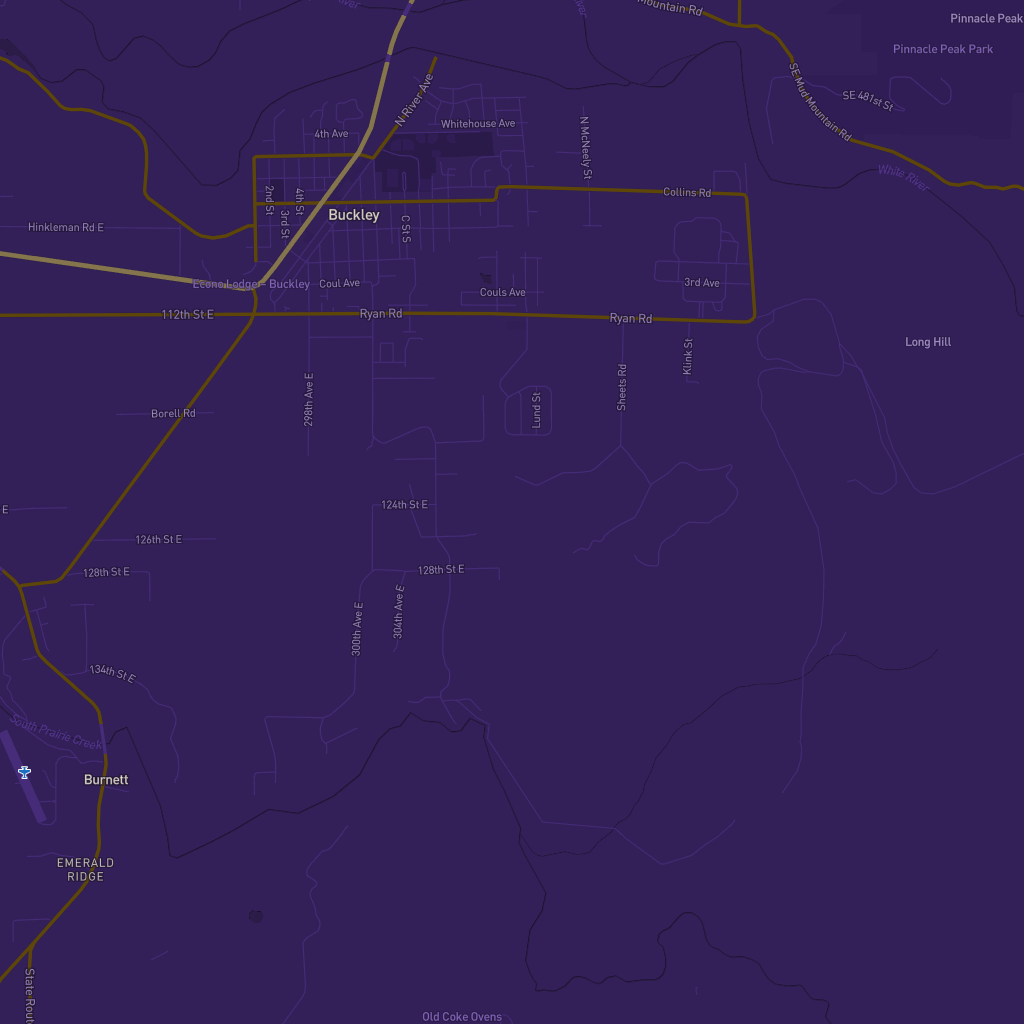 River
River
Mountain Rd
Pinnacle Peak
Pinnacle Peak Park
SE 481st St
SE Mud Mountain Rd
N River Ave
Whitehouse Ave
4th Ave
N McNeely St
White River
Collins Rd
2nd St
4th St
3rd St
Buckley
C St S
Hinkleman Rd E
Econo Lodge - Buckley
Coul Ave
Couls Ave
3rd Ave
112th St E
Ryan Rd
Ryan Rd
Long Hill
Klink St
Sheets Rd
298th Ave E
Lund St
Borell Rd
E
124th St E
126th St E
128th St E
128th St E
300th Ave E
304th Ave E
134th St E
South Prairie Creek
Burnett
EMERALD
RIDGE
State Rout
Old Coke Ovens